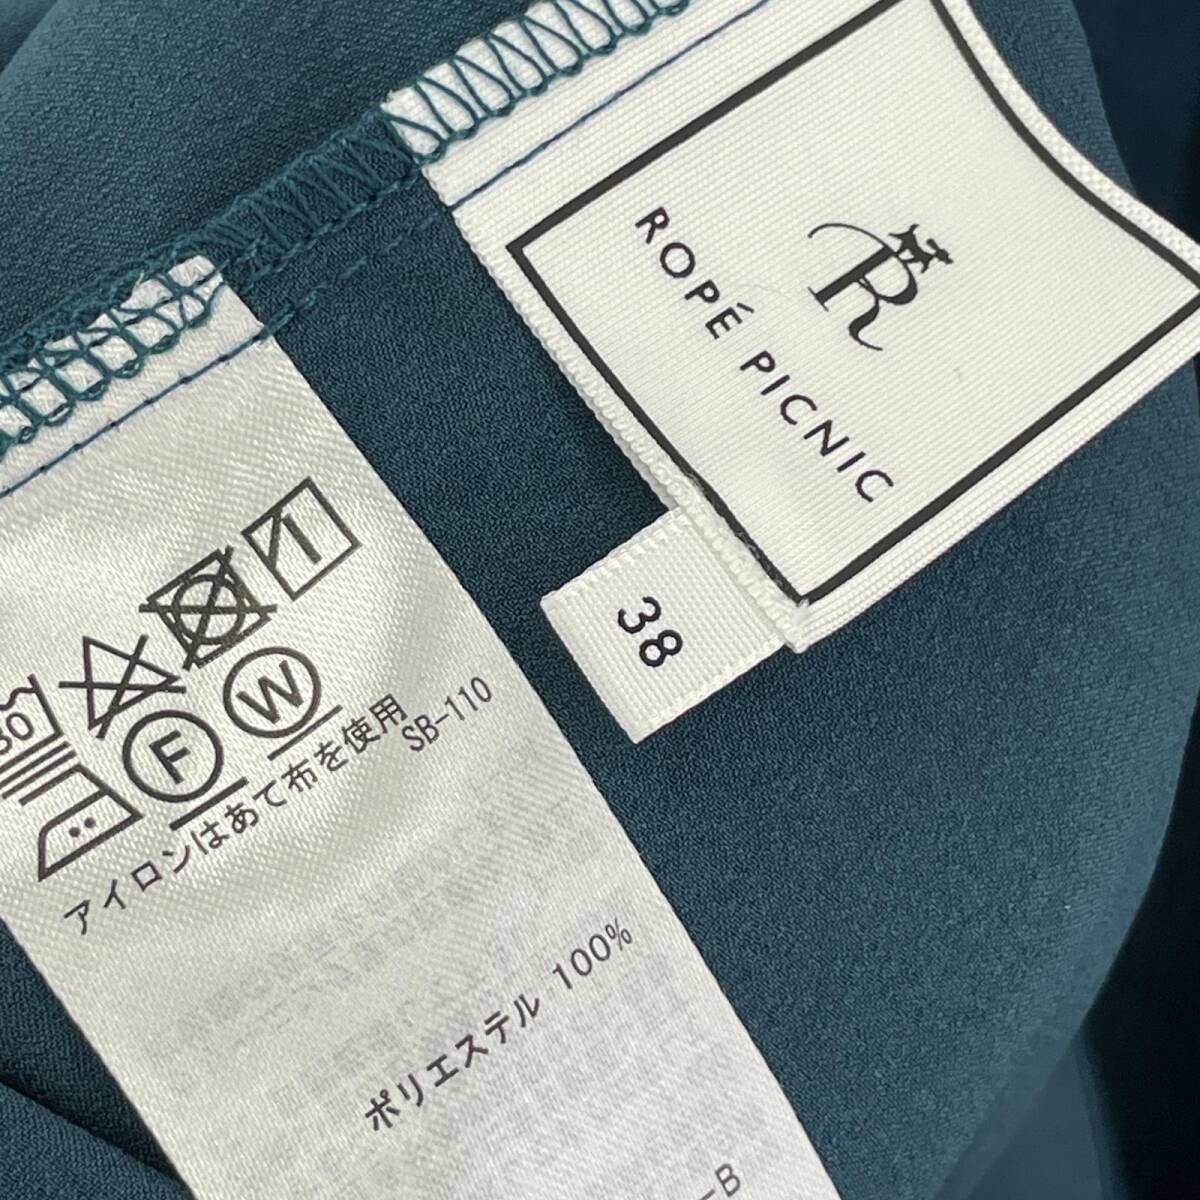 R
ROPÉ PICNIC
38
30
F
W
アイロンはあて布を使用
SB-110
ポリエステル 100%
-B